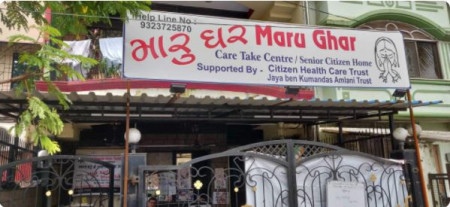 Help Line No :
9323725870
મારુ ઘર Maru Ghar
Care Take Centre / Senior Citizen Home
Supported By - Citizen Health Care Trust
Jaya ben Kumandas Amlani Trust